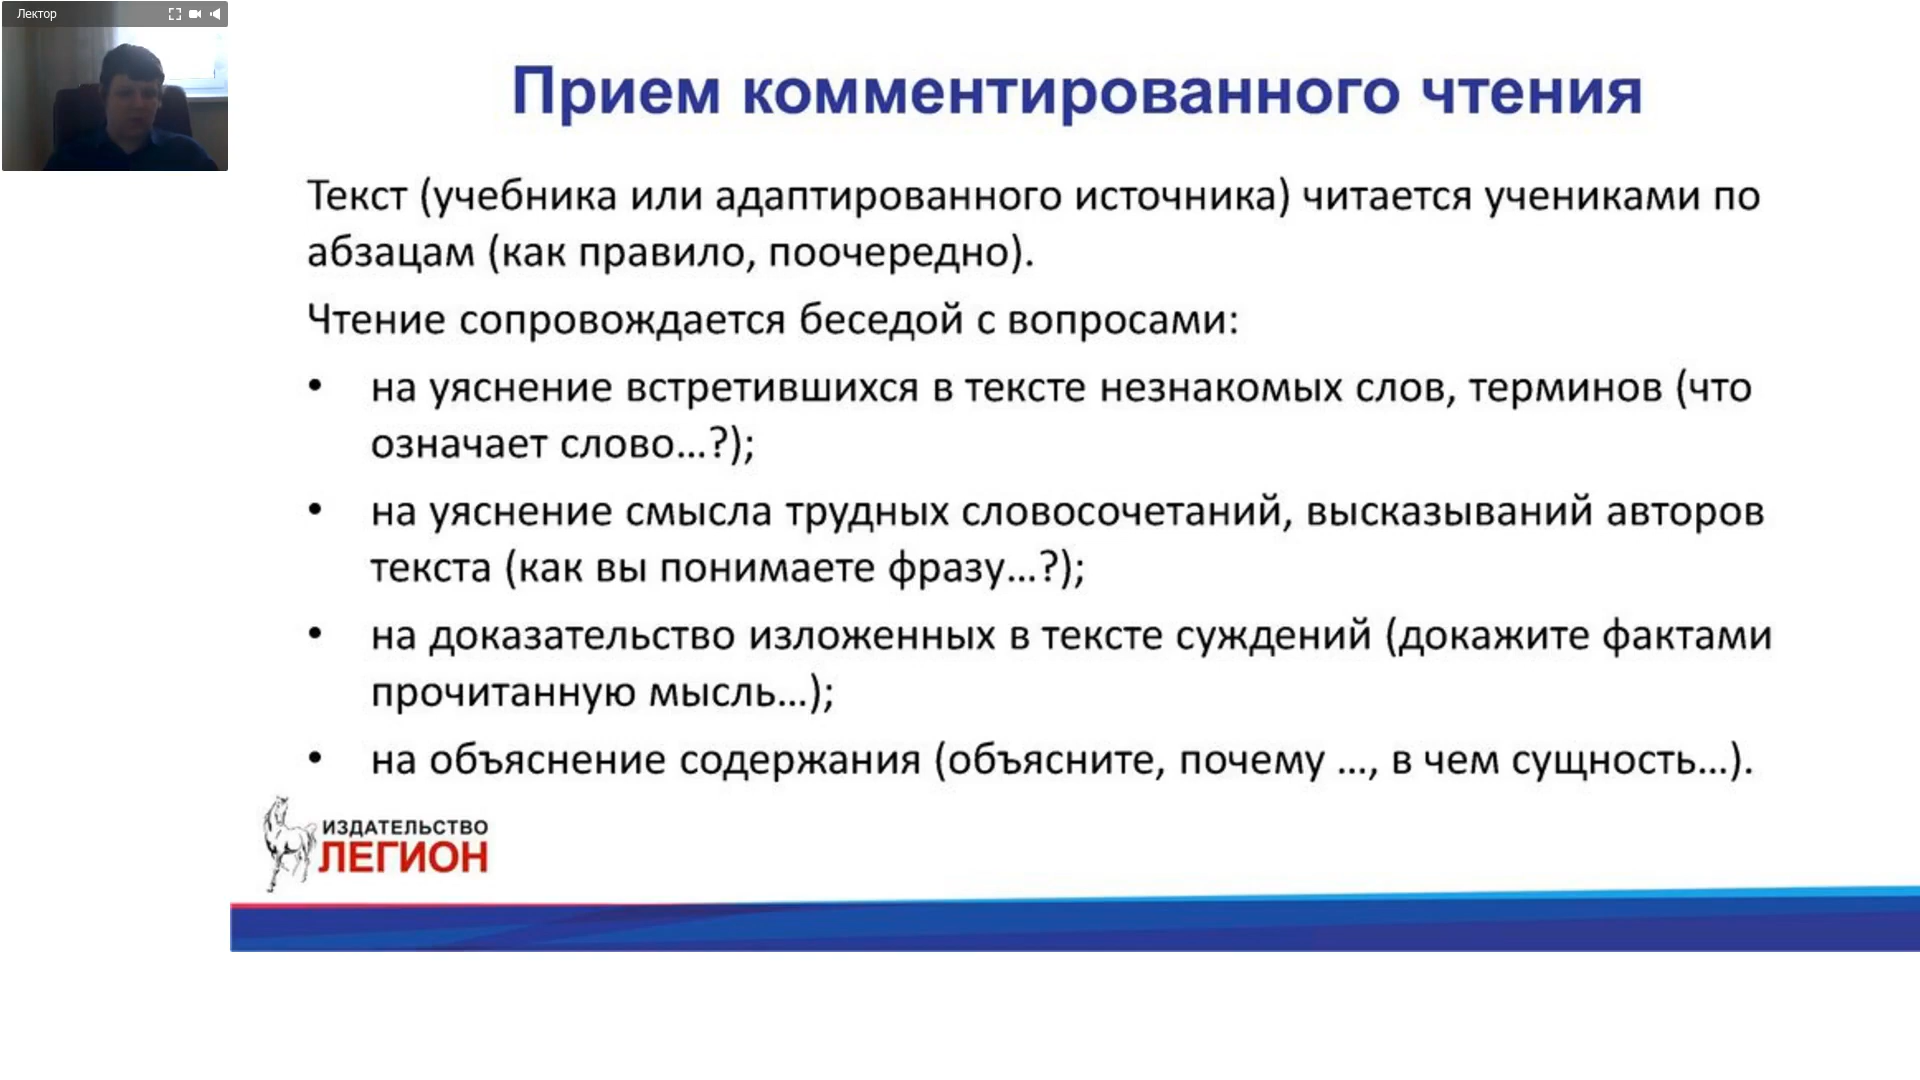 Лектор
Прием комментированного чтения
Текст (учебника или адаптированного источника) читается учениками по
абзацам (как правило, поочередно).
Чтение сопровождается беседой с вопросами:
• на уяснение встретившихся в тексте незнакомых слов, терминов (что
означает слово...?);
• на уяснение смысла трудных словосочетаний, высказываний авторов
текста (как вы понимаете фразу...?);
• на доказательство изложенных в тексте суждений (докажите фактами
прочитанную мысль...);
• на объяснение содержания (объясните, почему ..., в чем сущность...).
ИЗДАТЕЛЬСТВО
ЛЕГИОН